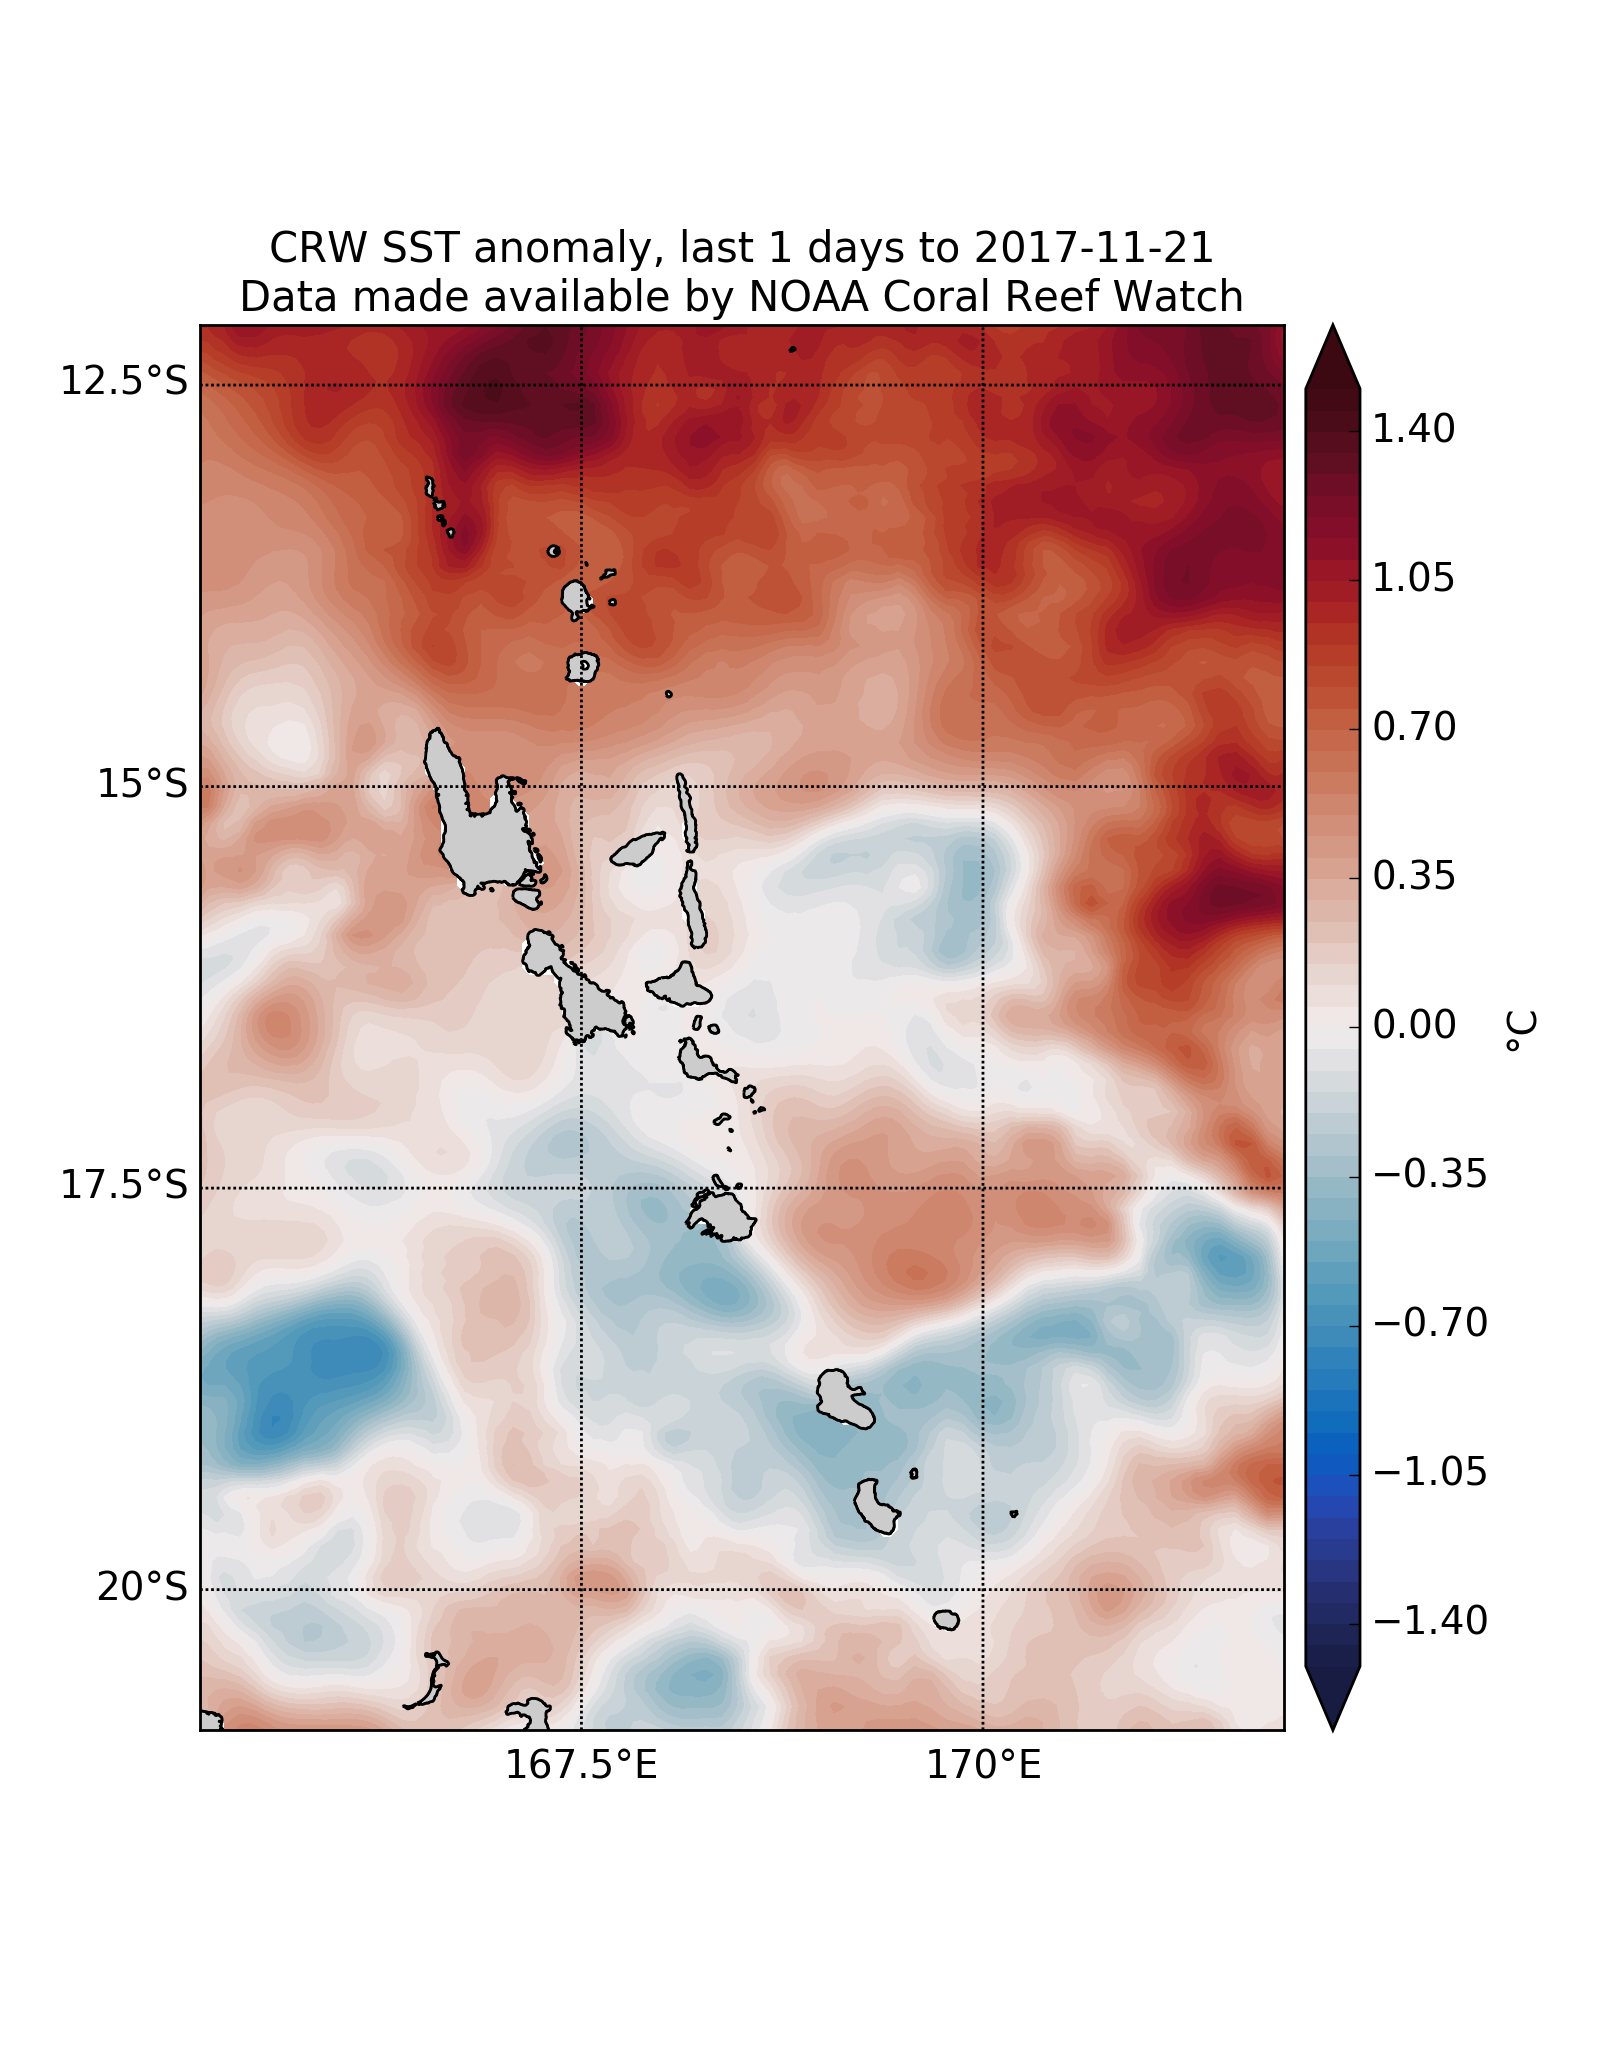 CRW SST anomaly, last 1 days to 2017-11-21
Data made available by NOAA Coral Reef Watch
12.5°S
15°S
17.5°S
20°S
167.5°E
170°E
1.40
1.05
0.70
0.35
0.00
−0.35
−0.70
−1.05
−1.40
°C